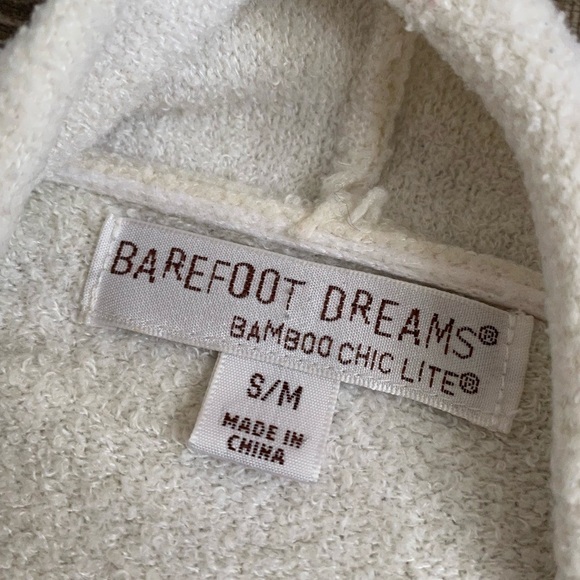 BAREFOOT DREAMS®
BAMBOO CHIC LITE®
S/M
MADE IN
CHINA